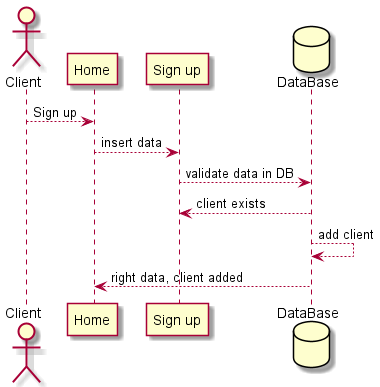 Client
Home
Sign up
DataBase
Sign up
insert data
validate data in DB
client exists
add client
right data, client added
Client
Home
Sign up
DataBase